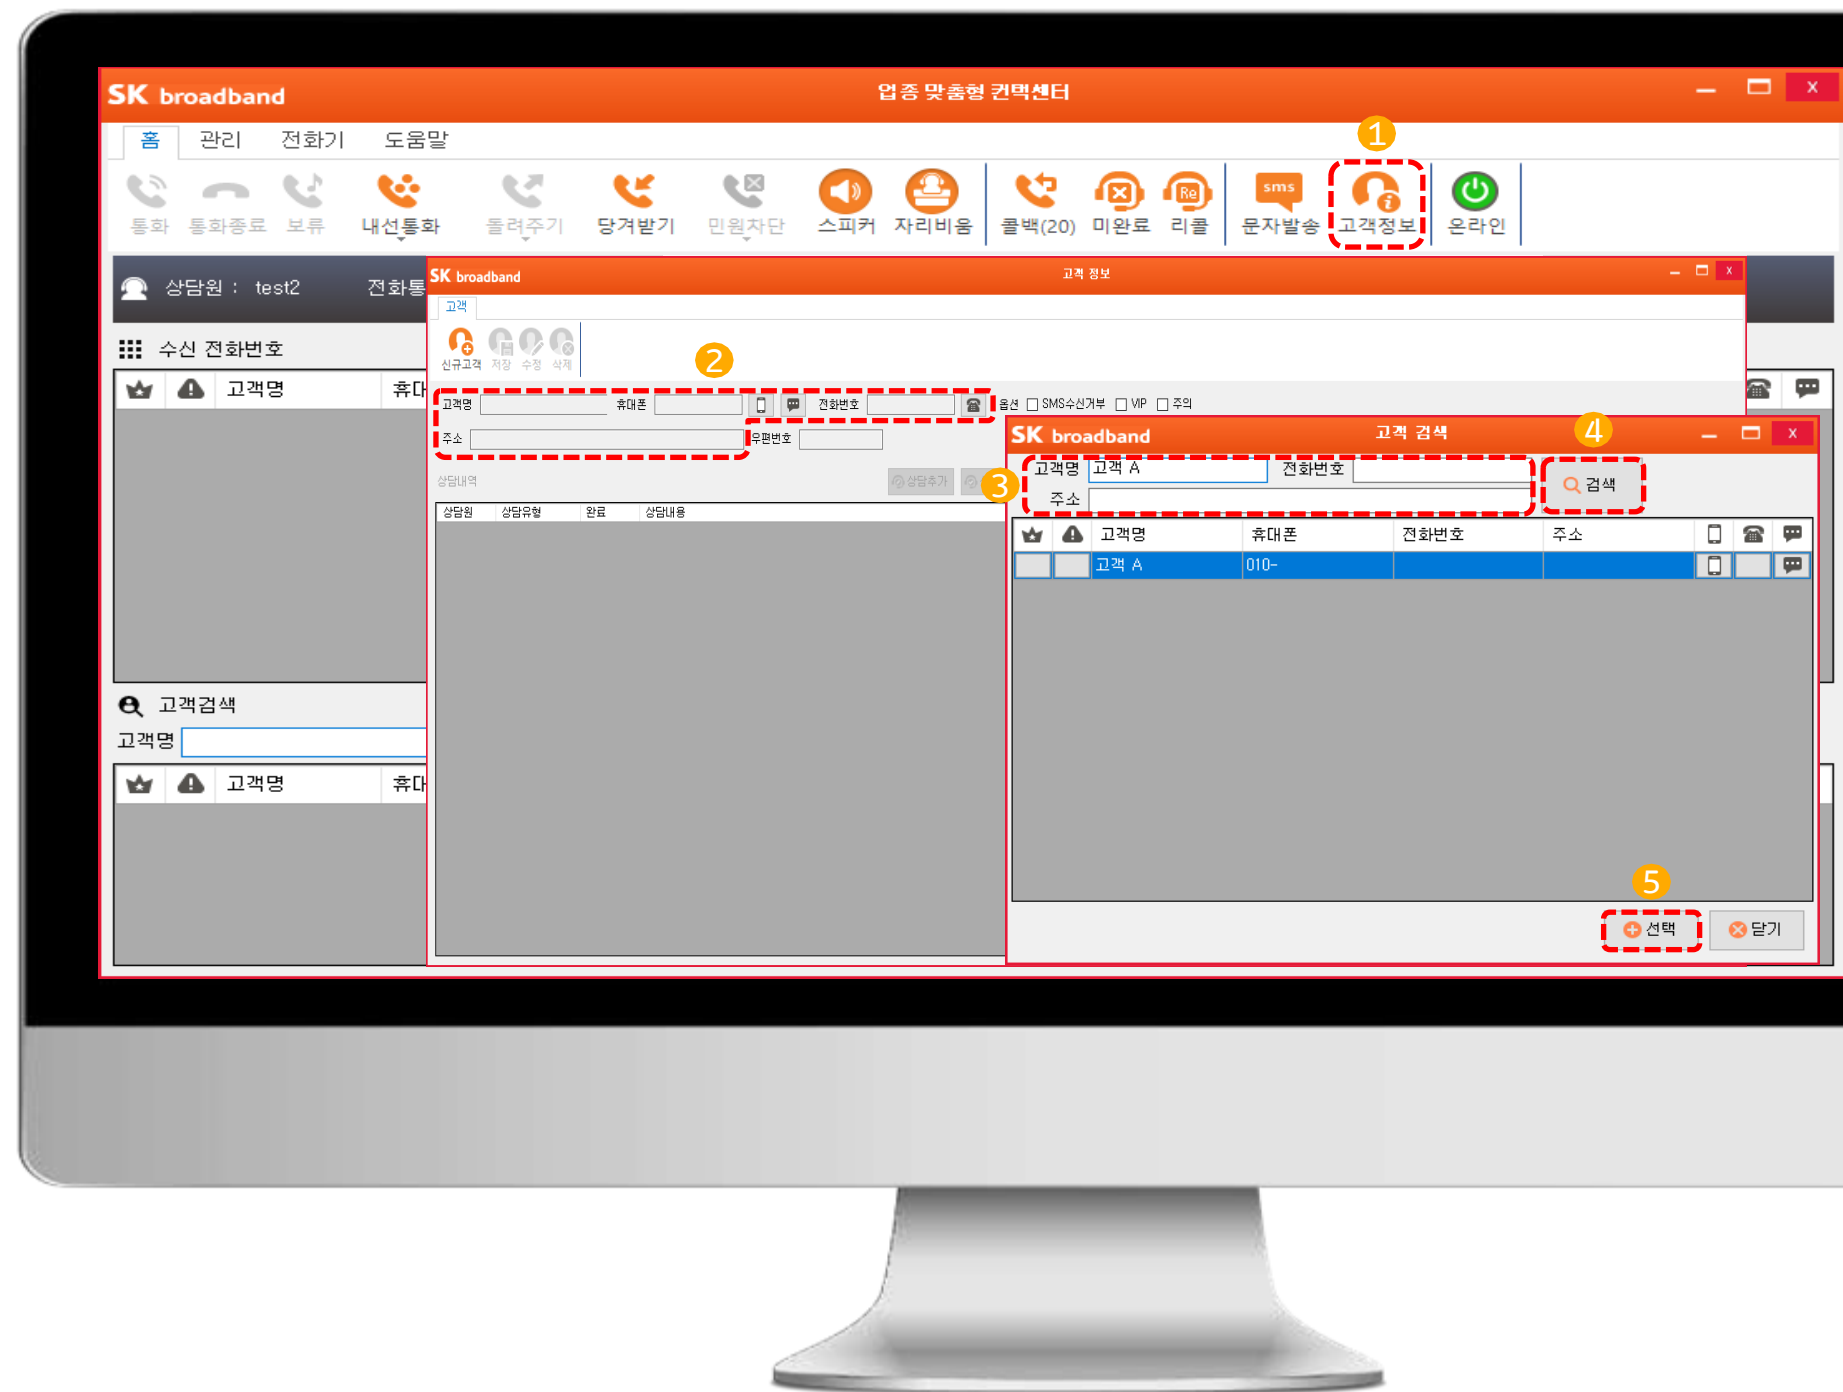 SK broadband 업종 맞춤형 컨택센터 X
홈 관리 전화기 도움말
1
통화 통화종료 보류 내선통화 돌려주기 당겨받기 민원차단 스피커 자리비움 콜백(20) 미완료 Re 리콜 sms 문자발송 고객정보 온라인
상담원 : test2 전화통
SK broadband 고객 정보 X
고객
신규고객 저장 수정 삭제
2
수신 전화번호
고객명 휴대
고객명 휴대폰 전화번호 옵션 SMS수신거부 VIP 주의
주소 우편번호
상담내역 상담추가
상담원 상담유형 완료 상담내용
SK broadband 고객 검색 X
4
3
고객명 고객 A 전화번호
주소
검색
고객명 휴대폰 전화번호 주소
고객 A 010-
5
선택 닫기
고객검색
고객명
고객명 휴대